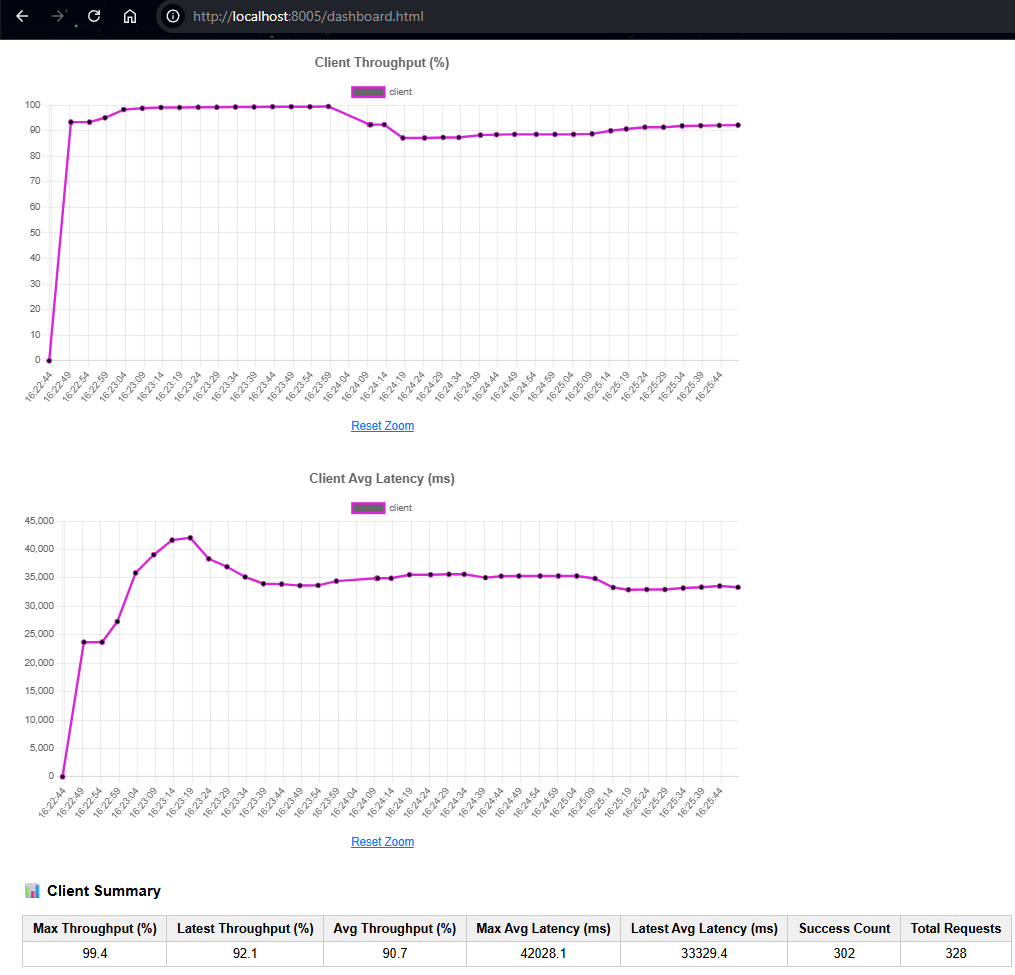 http://localhost:8005/dashboard.html
Client Throughput (%)
client
100
90
80
70
60
50
40
30
20
10
0
16:22:44 16:22:49 16:22:54 16:22:59 16:23:04 16:23:09 16:23:14 16:23:19 16:23:24 16:23:29 16:23:34 16:23:39 16:23:44 16:23:49 16:23:54 16:23:59 16:24:04 16:24:09 16:24:14 16:24:19 16:24:24 16:24:29 16:24:34 16:24:39 16:24:44 16:24:49 16:24:54 16:24:59 16:25:04 16:25:09 16:25:14 16:25:19 16:25:24 16:25:29 16:25:34 16:25:39 16:25:44
Reset Zoom
Client Avg Latency (ms)
client
45,000
40,000
35,000
30,000
25,000
20,000
15,000
10,000
5,000
0
16:22:44 16:22:49 16:22:54 16:22:59 16:23:04 16:23:09 16:23:14 16:23:19 16:23:24 16:23:29 16:23:34 16:23:39 16:23:44 16:23:49 16:23:54 16:23:59 16:24:04 16:24:09 16:24:14 16:24:19 16:24:24 16:24:29 16:24:34 16:24:39 16:24:44 16:24:49 16:24:54 16:24:59 16:25:04 16:25:09 16:25:14 16:25:19 16:25:24 16:25:29 16:25:34 16:25:39 16:25:44
Reset Zoom
Client Summary
Max Throughput (%) Latest Throughput (%) Avg Throughput (%) Max Avg Latency (ms) Latest Avg Latency (ms) Success Count Total Requests
99.4 92.1 90.7 42028.1 33329.4 302 328